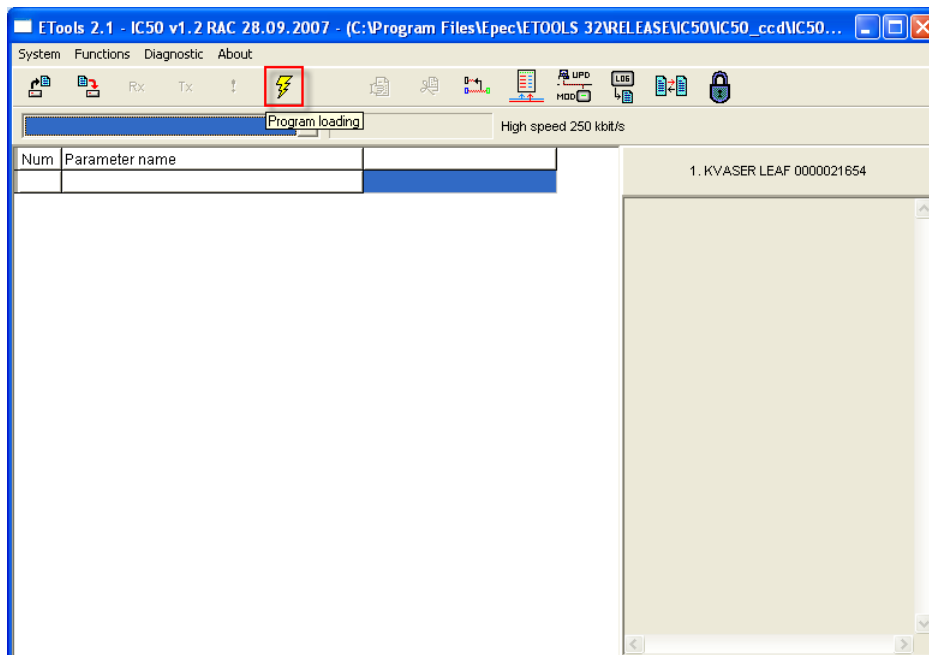 ETools 2.1 - IC50 v1.2 RAC 28.09.2007 - (C:\Program Files\Epec\ETOOLS 32\RELEASE\IC50\IC50_ccd\IC50...
System Functions Diagnostic About
Rx Tx ! UPD MOD LOG
Program loading
High speed 250 kbit/s
Num Parameter name
1. KVASER LEAF 0000021654